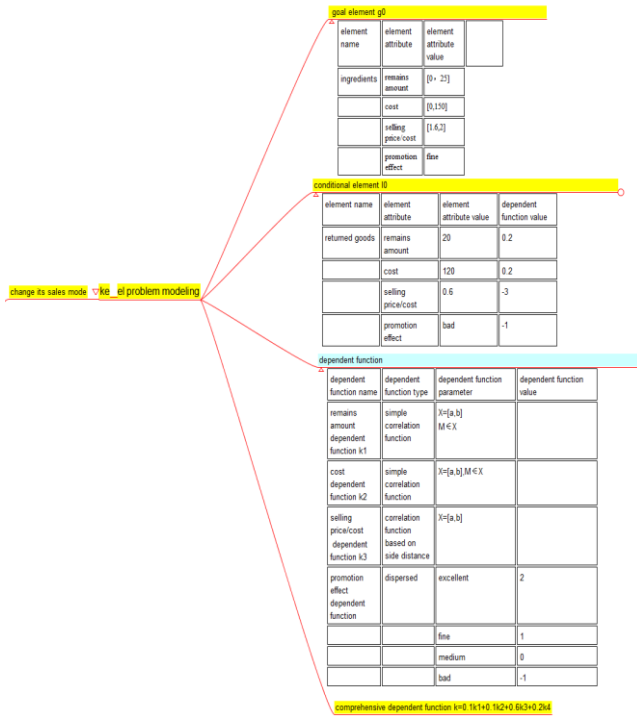 goal element g0
element name
element attribute
element attribute value
ingredients
remains amount
[0，25]
cost
[0,150]
selling price/cost
[1.6,2]
promotion effect
fine
conditional element l0
element name
element attribute
element attribute value
dependent function value
returned goods
remains amount
20
0.2
cost
120
0.2
selling price/cost
0.6
-3
promotion effect
bad
-1
change its sales mode
ke_el problem modeling
dependent function
dependent function name
dependent function type
dependent function parameter
dependent function value
remains amount dependent function k1
simple correlation function
X=[a,b]
M∈X
cost dependent function k2
simple correlation function
X=[a,b],M∈X
selling price/cost dependent function k3
correlation function based on side distance
X=[a,b]
promotion effect dependent function
dispersed
excellent
2
fine
1
medium
0
bad
-1
comprehensive dependent function k=0.1k1+0.1k2+0.6k3+0.2k4